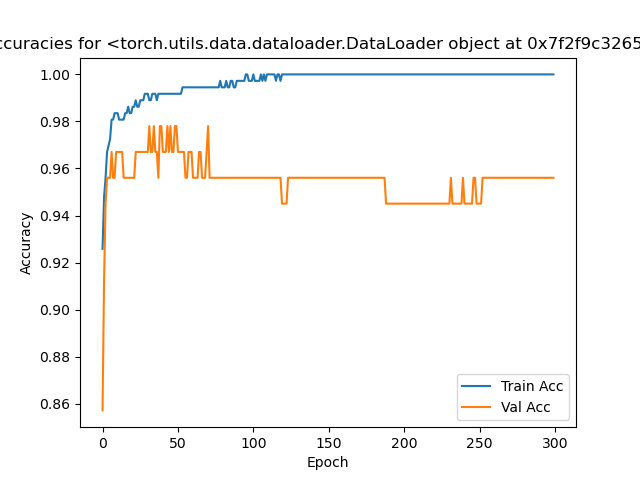 ccuracies for <torch.utils.data.dataloader.DataLoader object at 0x7f2f9c3265
1.00
0.98
0.96
0.94
0.92
0.90
0.88
0.86
Accuracy
0 50 100 150 200 250 300
Epoch
Train Acc
Val Acc